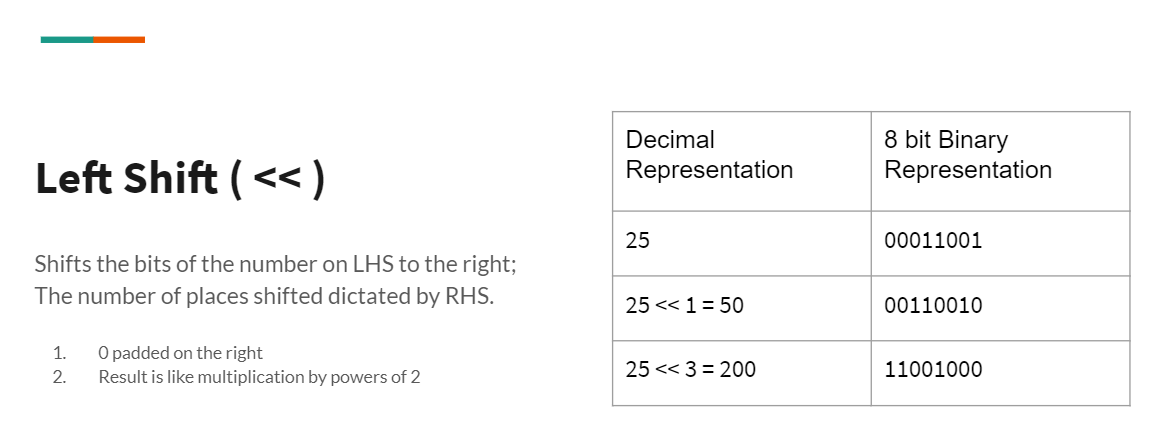 Left Shift ( << )
Shifts the bits of the number on LHS to the right;
The number of places shifted dictated by RHS.
1. 0 padded on the right
2. Result is like multiplication by powers of 2
Decimal
Representation
8 bit Binary
Representation
25
00011001
25 << 1 = 50
00110010
25 << 3 = 200
11001000